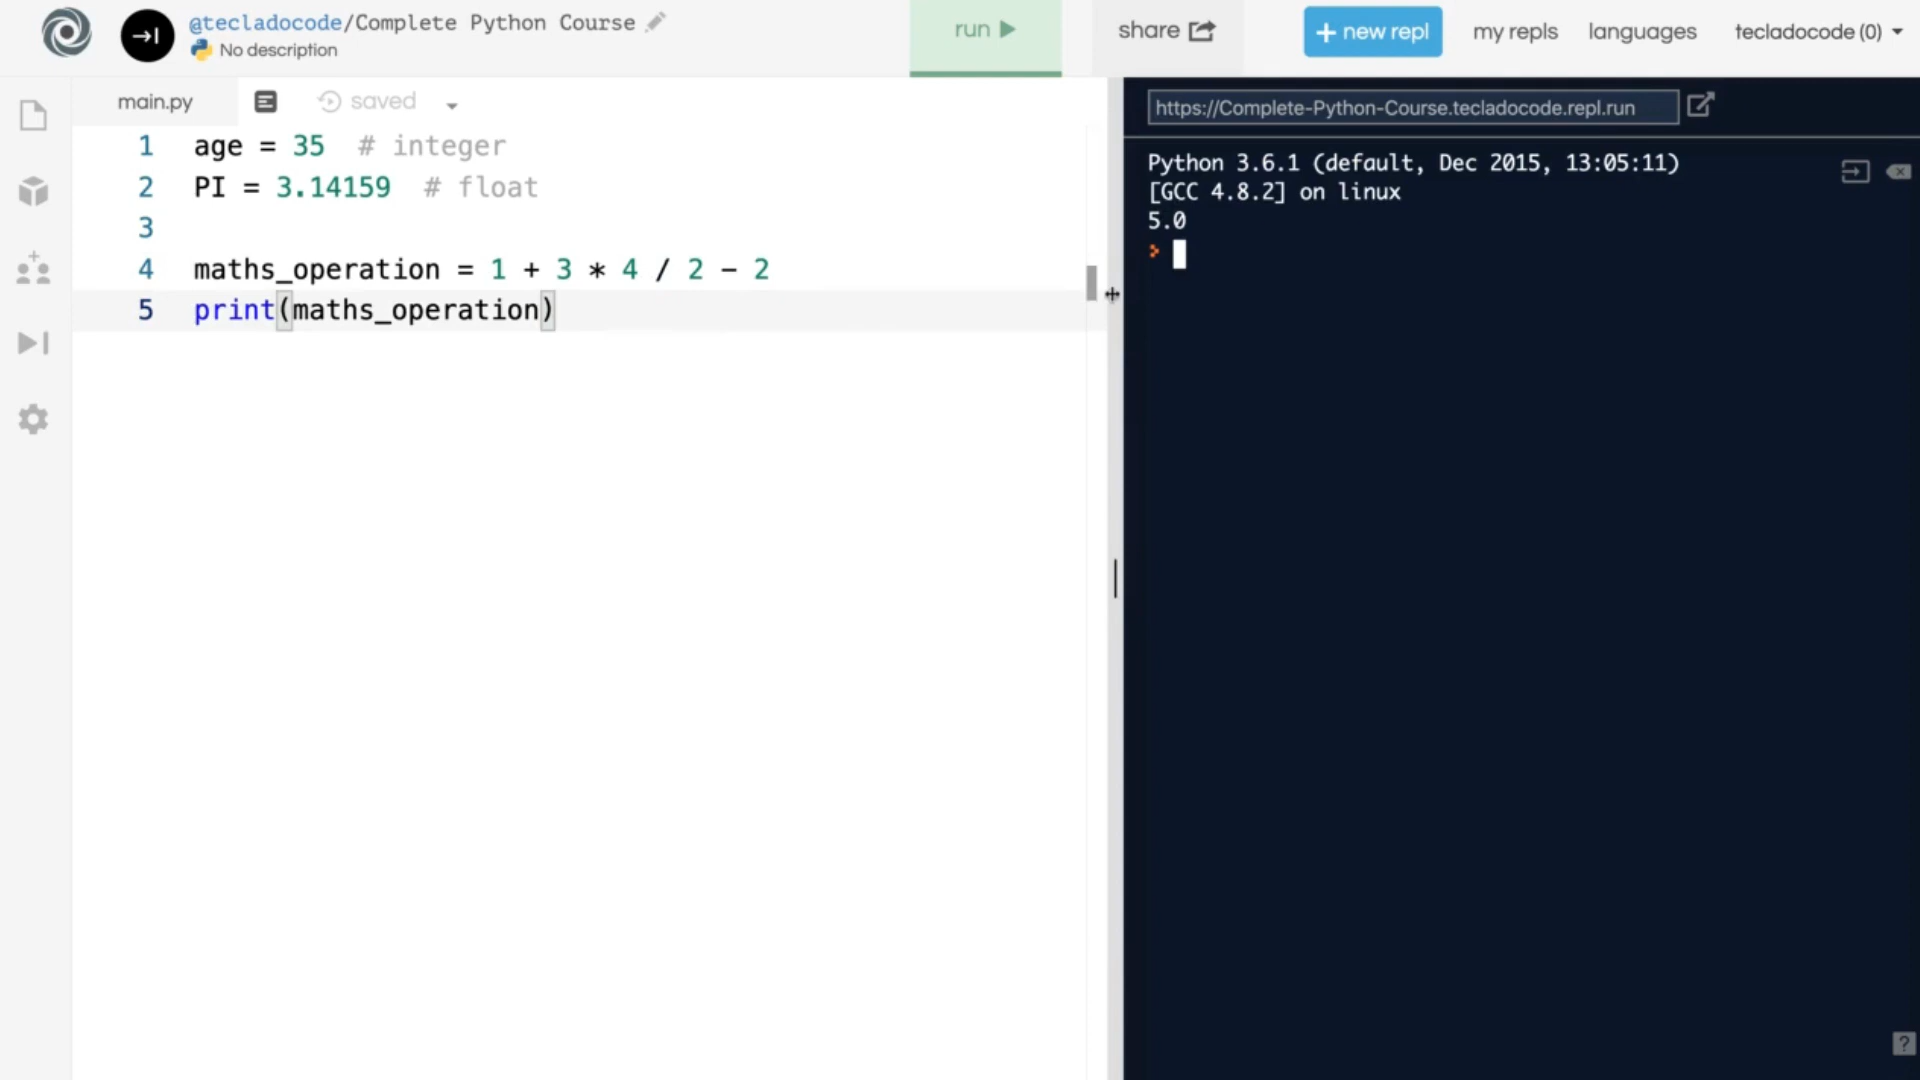 @tecladocode/Complete Python Course
No description
run
share
+ new repl
my repls
languages
tecladocode (0)
main.py
saved
1 age = 35  # integer
2 PI = 3.14159  # float
3
4 maths_operation = 1 + 3 * 4 / 2 - 2
5 print(maths_operation)
https://Complete-Python-Course.tecladocode.repl.run
Python 3.6.1 (default, Dec 2015, 13:05:11)
[GCC 4.8.2] on linux
5.0
?